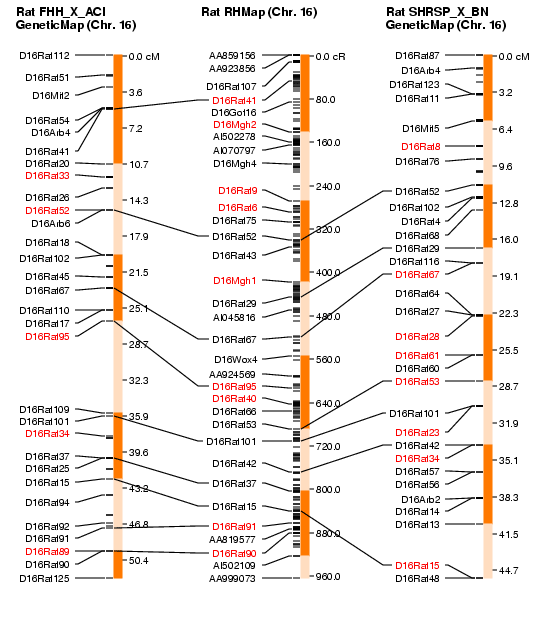 Rat FHH_X_ACI
GeneticMap (Chr. 16)
D16Rat112
D16Rat51
D16Mit2
D16Rat54
D16Arb4
D16Rat41
D16Rat20
D16Rat33
D16Rat26
D16Rat52
D16Arb6
D16Rat18
D16Rat102
D16Rat45
D16Rat67
D16Rat110
D16Rat17
D16Rat95
D16Rat109
D16Rat101
D16Rat34
D16Rat37
D16Rat25
D16Rat15
D16Rat94
D16Rat92
D16Rat91
D16Rat89
D16Rat90
D16Rat125
0.0 cM
3.6
7.2
10.7
14.3
17.9
21.5
25.1
28.7
32.3
35.9
39.6
43.2
46.8
50.4
Rat RHMap (Chr. 16)
AA859156
AA923856
D16Rat107
D16Rat41
D16Got16
D16Mgh2
AI502278
AI070797
D16Mgh4
D16Rat9
D16Rat6
D16Rat75
D16Rat52
D16Rat43
D16Mgh1
D16Rat29
AI045816
D16Rat67
D16Wox4
AA924569
D16Rat95
D16Rat40
D16Rat66
D16Rat53
D16Rat101
D16Rat42
D16Rat37
D16Rat15
D16Rat91
AA819577
D16Rat90
AI502109
AA999073
0.0 cR
80.0
160.0
240.0
320.0
400.0
480.0
560.0
640.0
720.0
800.0
880.0
960.0
Rat SHRSP_X_BN
GeneticMap (Chr. 16)
D16Rat87
D16Arb4
D16Rat123
D16Rat11
D16Mit5
D16Rat8
D16Rat76
D16Rat52
D16Rat102
D16Rat4
D16Rat68
D16Rat29
D16Rat116
D16Rat67
D16Rat64
D16Rat27
D16Rat28
D16Rat61
D16Rat60
D16Rat53
D16Rat101
D16Rat23
D16Rat42
D16Rat34
D16Rat57
D16Rat56
D16Arb2
D16Rat14
D16Rat13
D16Rat15
D16Rat48
0.0 cM
3.2
6.4
9.6
12.8
16.0
19.1
22.3
25.5
28.7
31.9
35.1
38.3
41.5
44.7